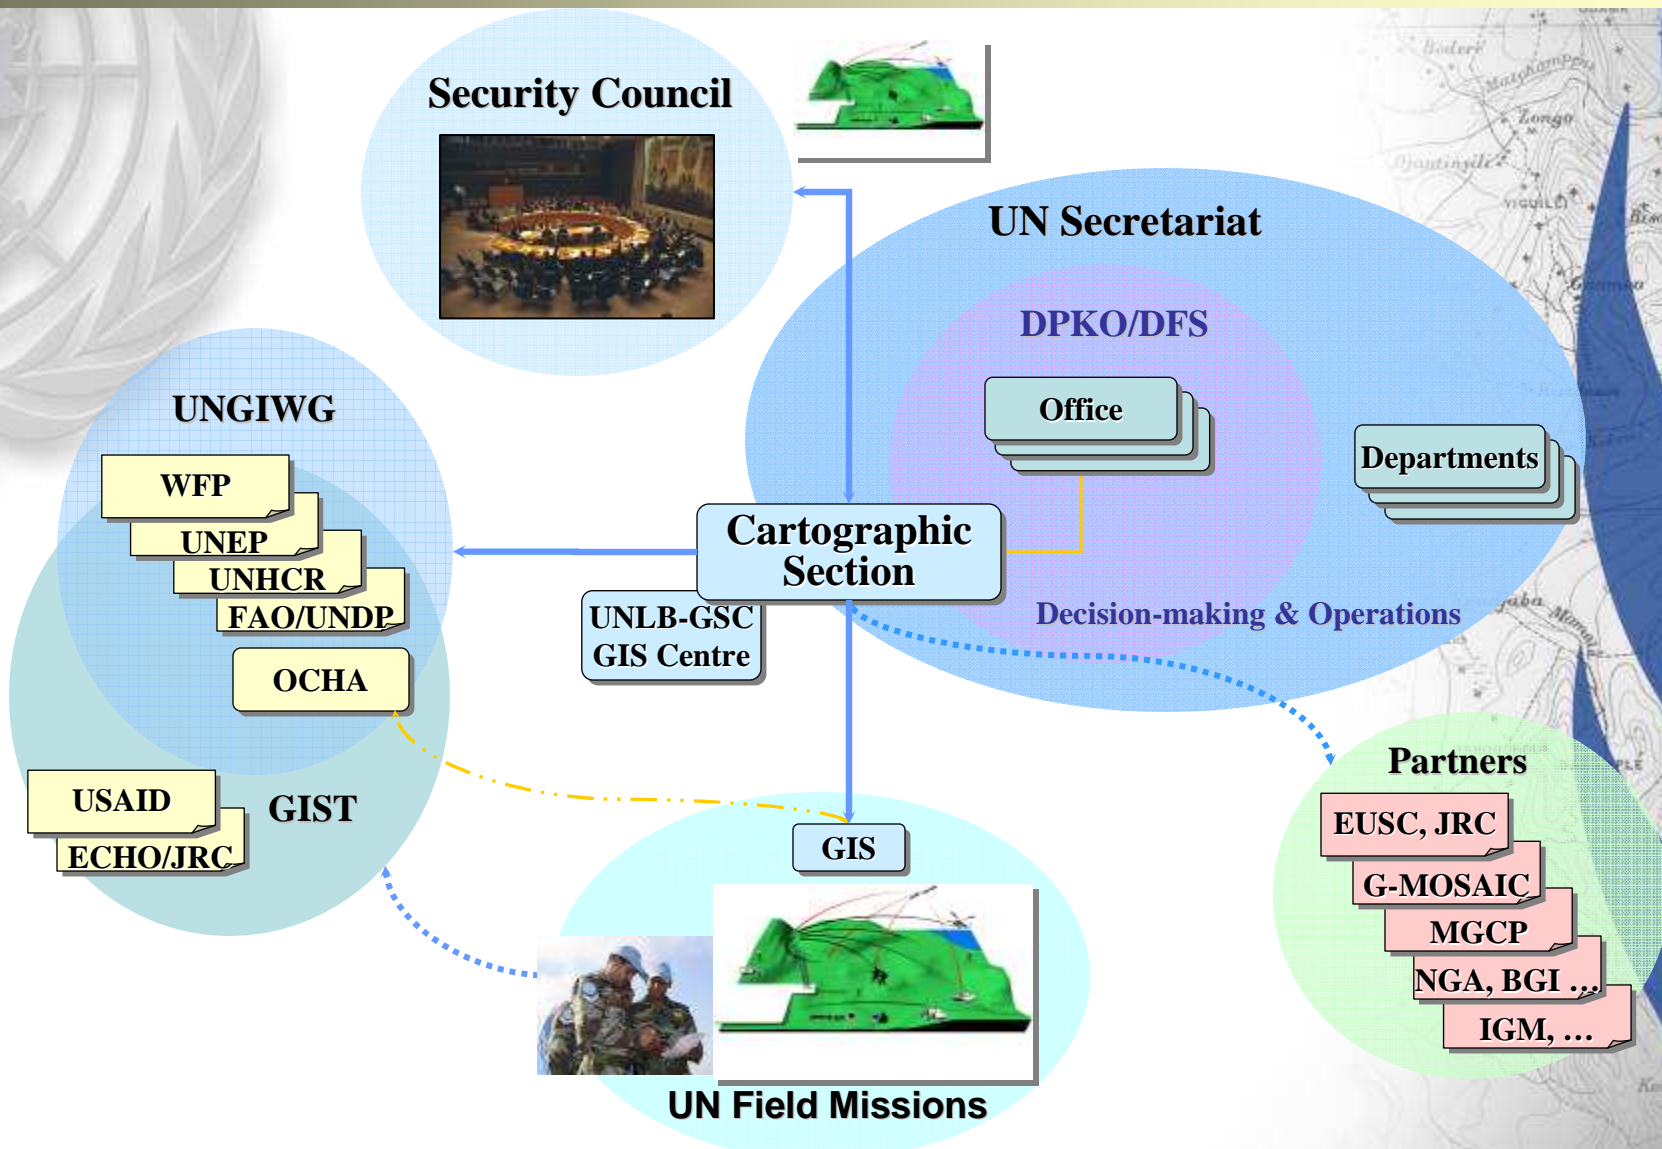 Security Council
UN Secretariat
DPKO/DFS
Office
Departments
UNGIWG
WFP
UNEP
UNHCR
FAO/UNDP
OCHA
USAID
GIST
ECHO/JRC
Cartographic
Section
UNLB-GSC
GIS Centre
Decision-making & Operations
GIS
UN Field Missions
Partners
EUSC, JRC
G-MOSAIC
MGCP
NGA, BGI ...
IGM, ...
Boderi
Zongo